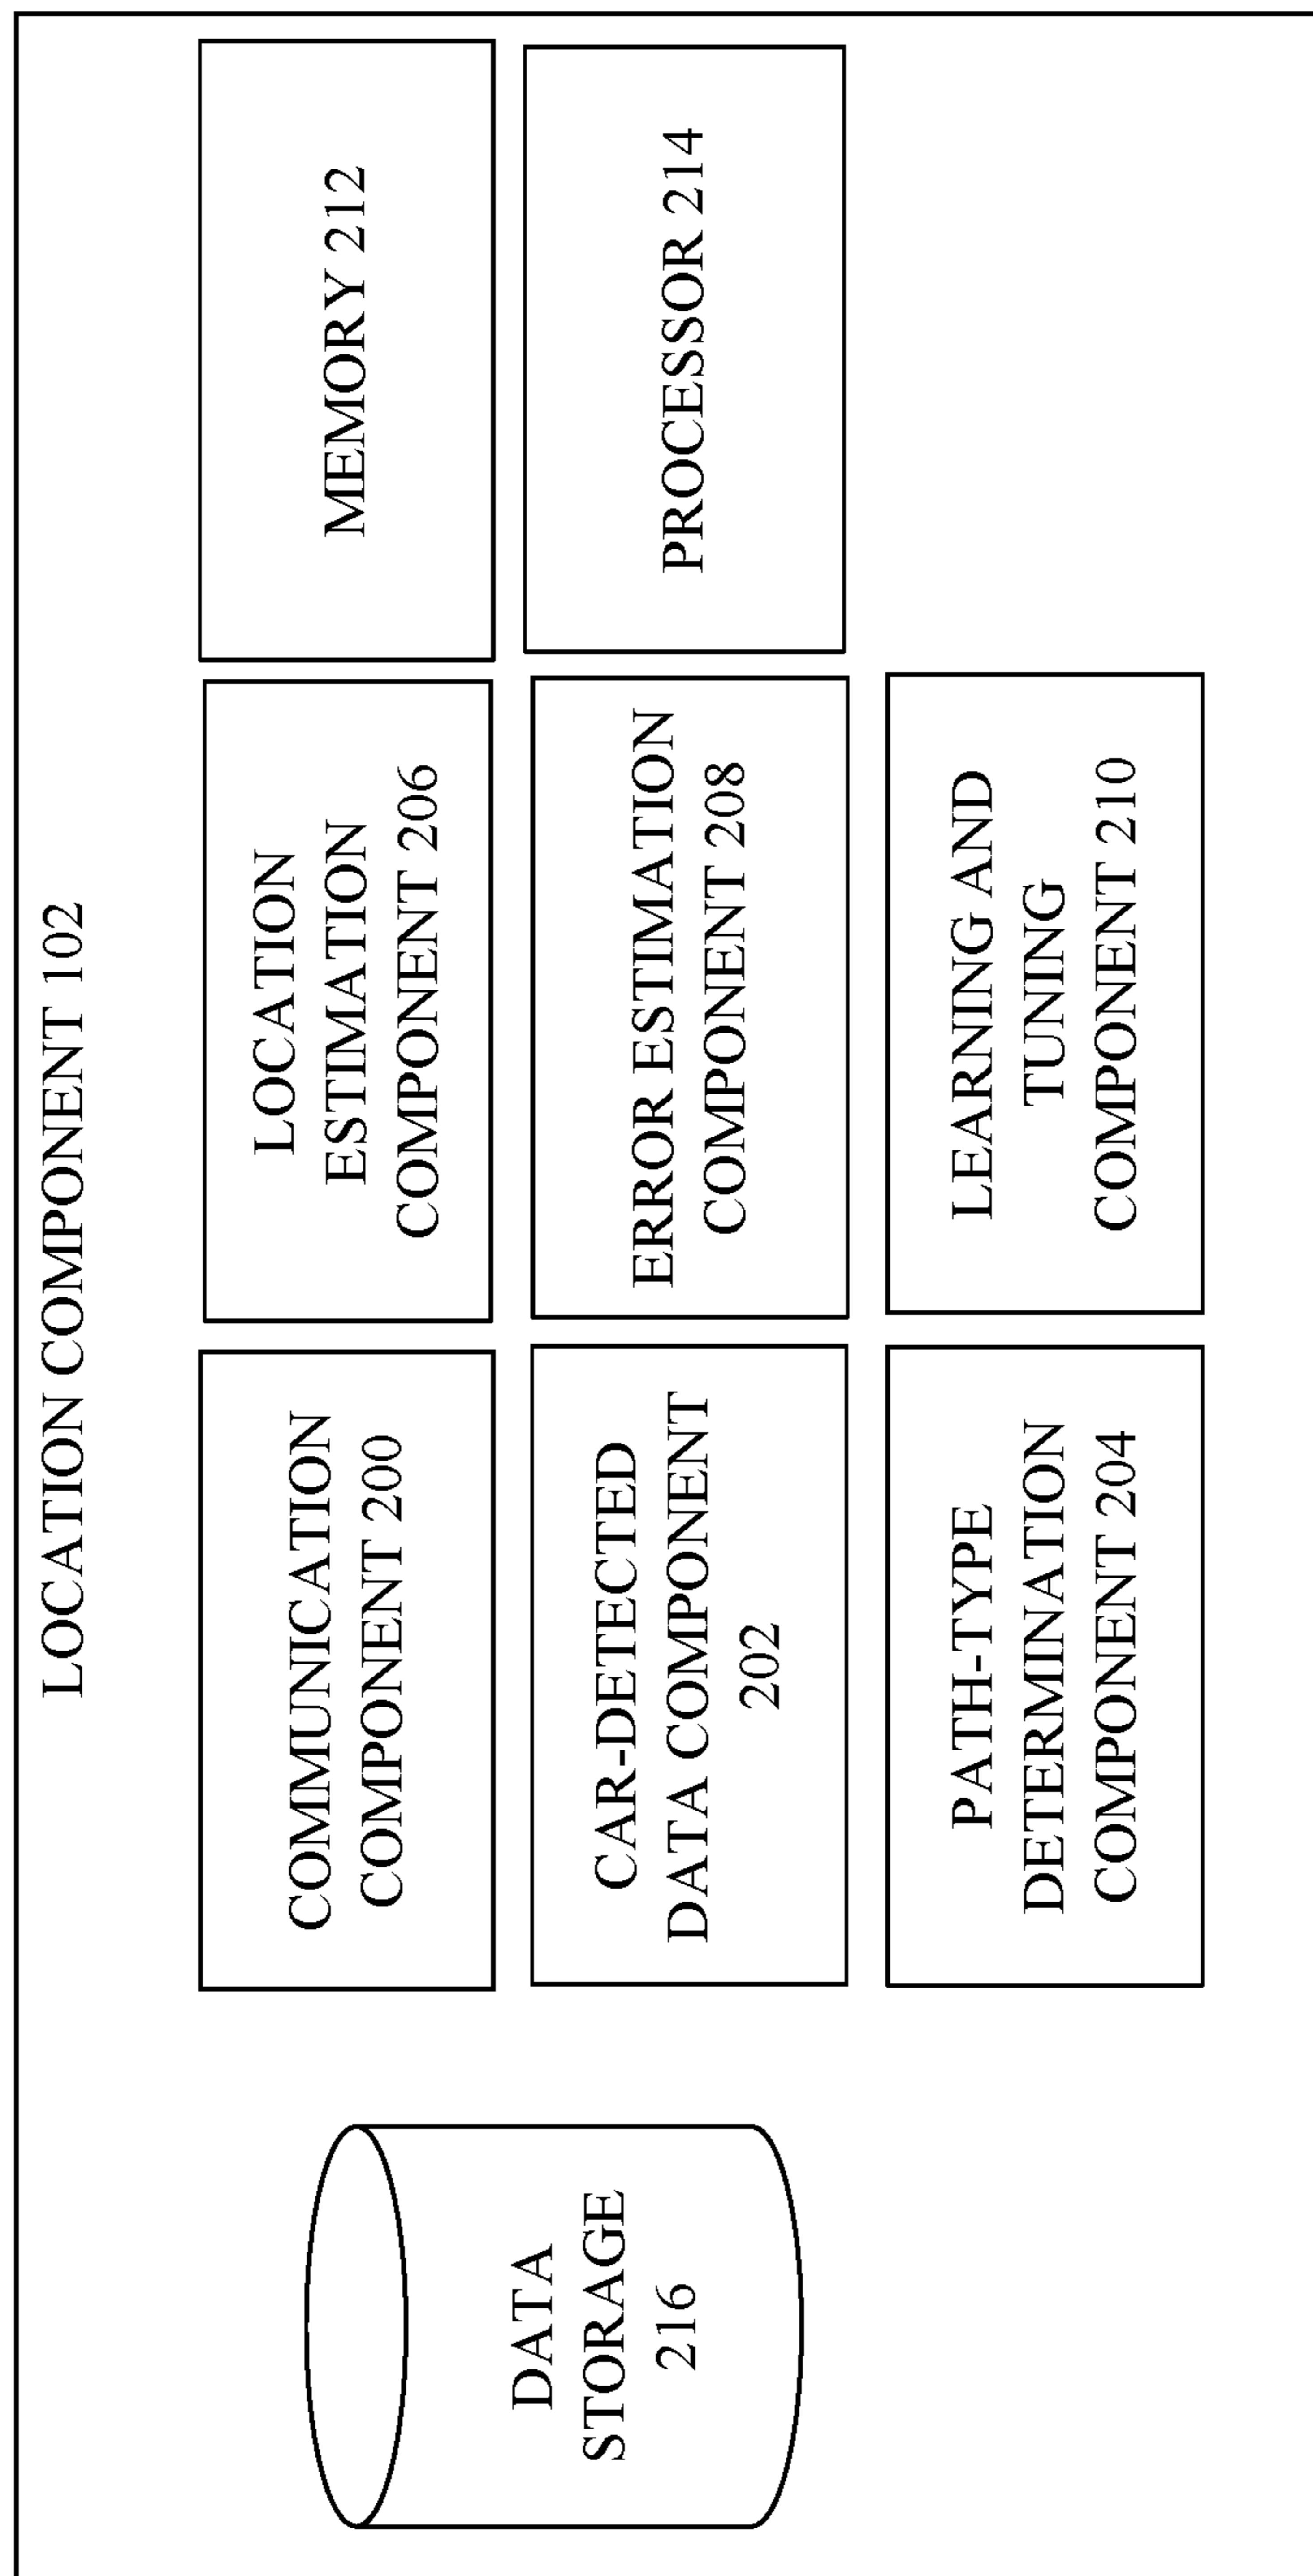 LOCATION COMPONENT 102
DATA
STORAGE
216
COMMUNICATION
COMPONENT 200
CAR-DETECTED
DATA COMPONENT
202
PATH-TYPE
DETERMINATION
COMPONENT 204
LOCATION
ESTIMATION
COMPONENT 206
ERROR ESTIMATION
COMPONENT 208
LEARNING AND
TUNING
COMPONENT 210
MEMORY 212
PROCESSOR 214